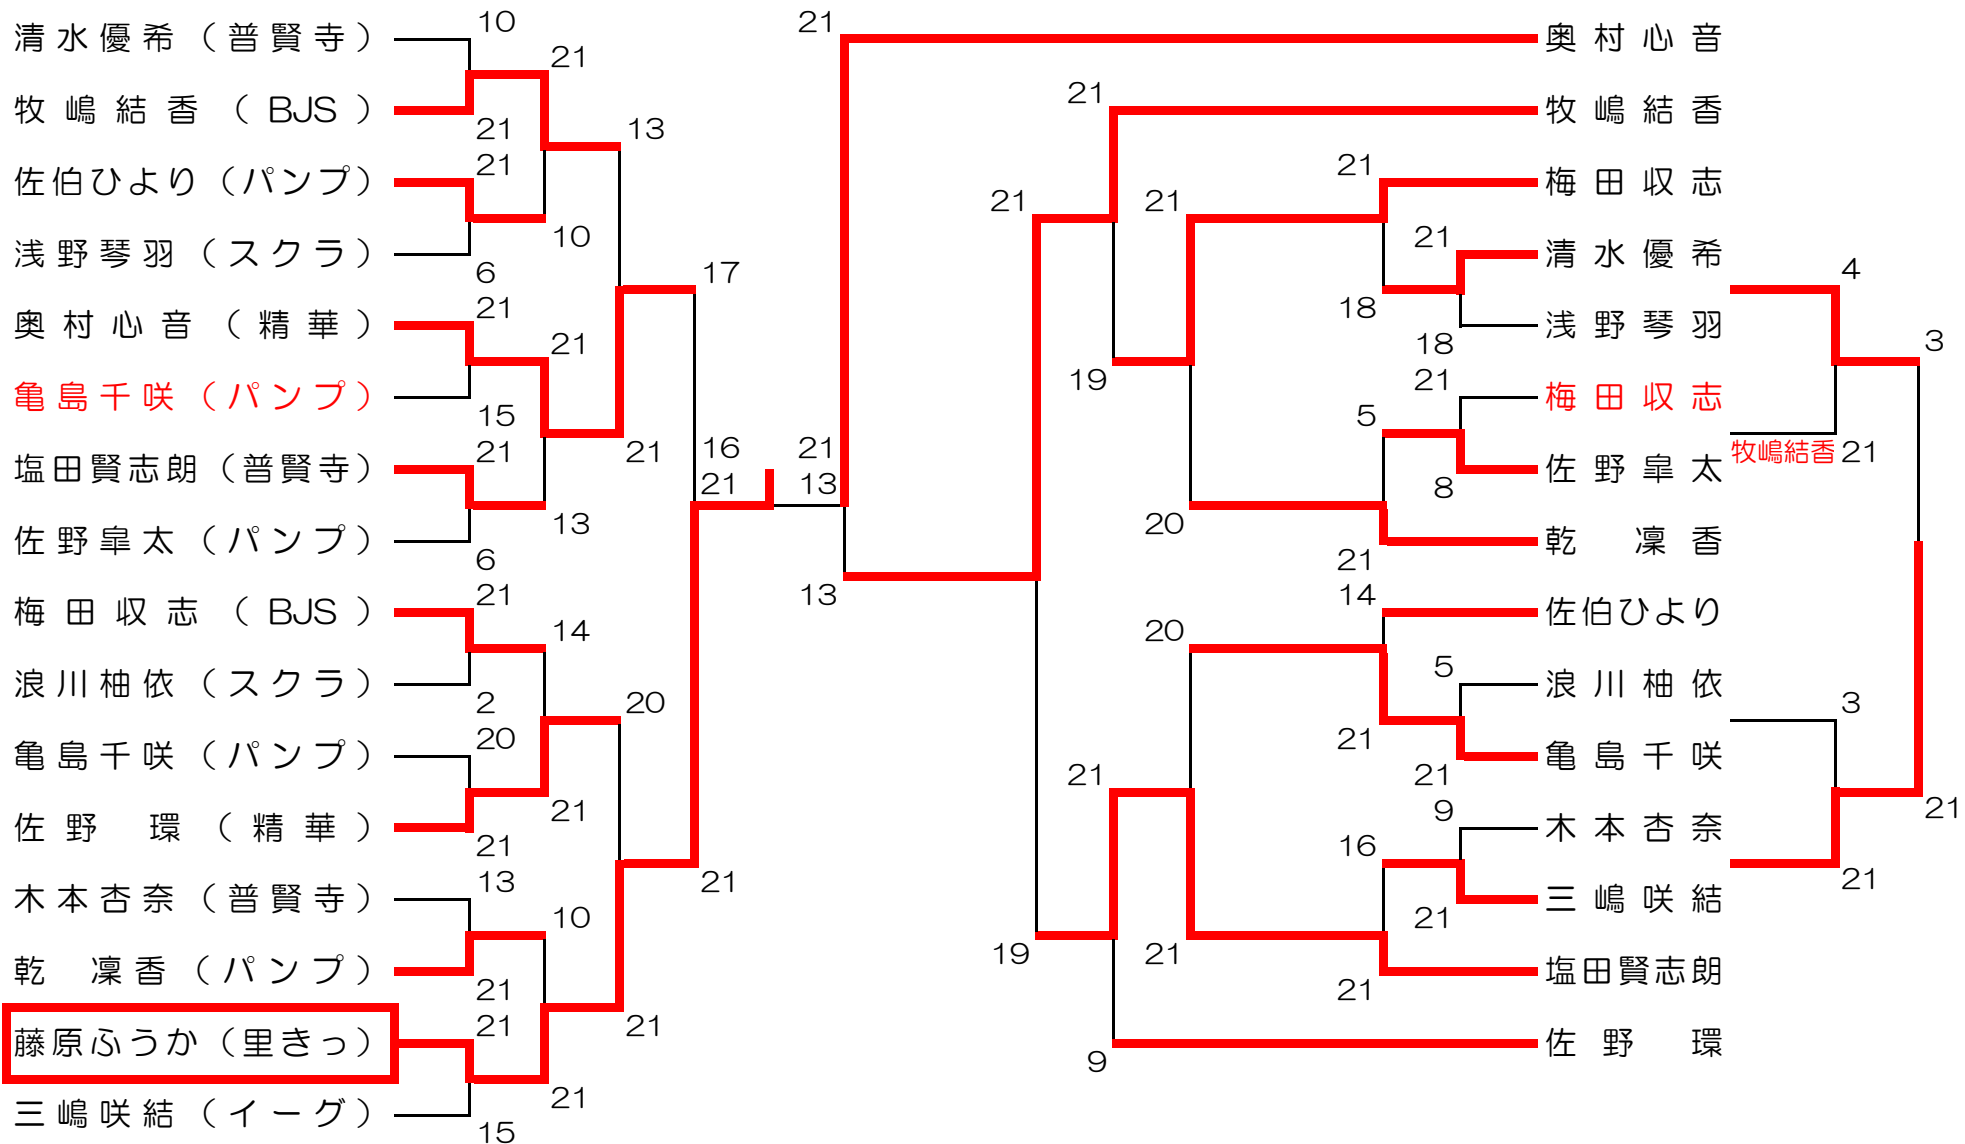 清水優希（普賢寺）
牧嶋結香（BJS）
佐伯ひより（パンプ）
浅野琴羽（スクラ）
奥村心音（精華）
亀島千咲（パンプ）
塩田賢志朗（普賢寺）
佐野皐太（パンプ）
梅田収志（BJS）
浪川柚依（スクラ）
亀島千咲（パンプ）
佐野 環（精華）
木本杏奈（普賢寺）
乾 凜香（パンプ）
藤原ふうか（里きっ）
三嶋咲結（イーグ）
10
21
21
6
21
15
21
6
21
2
20
21
13
21
21
15
21
10
21
13
14
21
10
21
13
21
20
21
17
21
16
21
21
21
13
13
21
19
21
19
21
9
21
20
20
21
21
18
5
21
14
21
16
21
21
18
21
8
5
21
9
21
奥村心音
牧嶋結香
梅田収志
清水優希
浅野琴羽
梅田収志
佐野皐太
乾 凜香
佐伯ひより
浪川柚依
亀島千咲
木本杏奈
三嶋咲結
塩田賢志朗
佐野 環
4
牧嶋結香
21
3
21
3
21